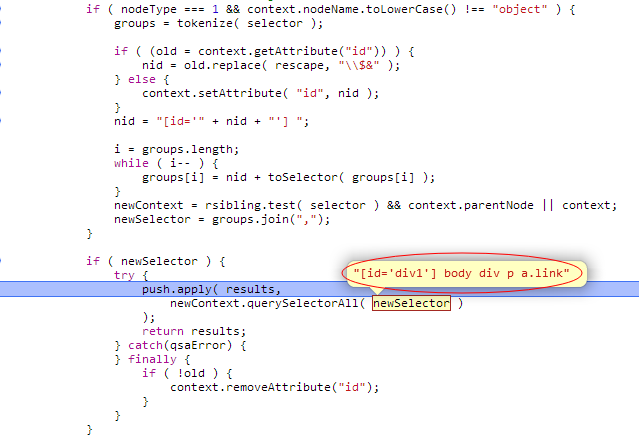 if ( nodeType === 1 && context.nodeName.toLowerCase() !== "object" ) {
groups = tokenize( selector );
if ( (old = context.getAttribute("id")) ) {
nid = old.replace( rescape, "\\$&" );
} else {
context.setAttribute( "id", nid );
}
nid = "[id='" + nid + "'] ";
i = groups.length;
while ( i-- ) {
groups[i] = nid + toSelector( groups[i] );
}
newContext = rsibling.test( selector ) && context.parentNode || context;
newSelector = groups.join(",");
}
if ( newSelector ) {
"[id='div1'] body div p a.link"
try {
push.apply( results,
newContext.querySelectorAll( newSelector )
);
return results;
} catch(qsaError) {
} finally {
if ( !old ) {
context.removeAttribute("id");
}
}
}